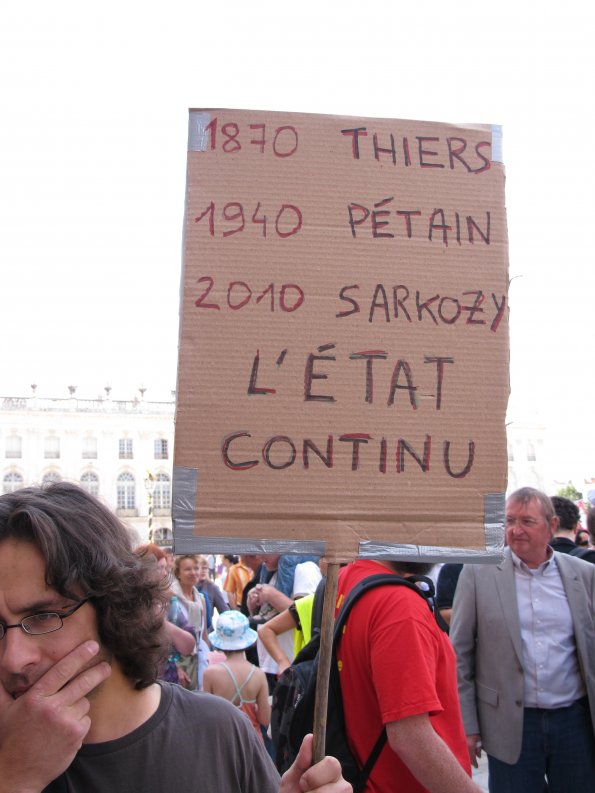 1870 THIERS
1940 PÉTAIN
2010 SARKOZY
L'ÉTAT
CONTINU